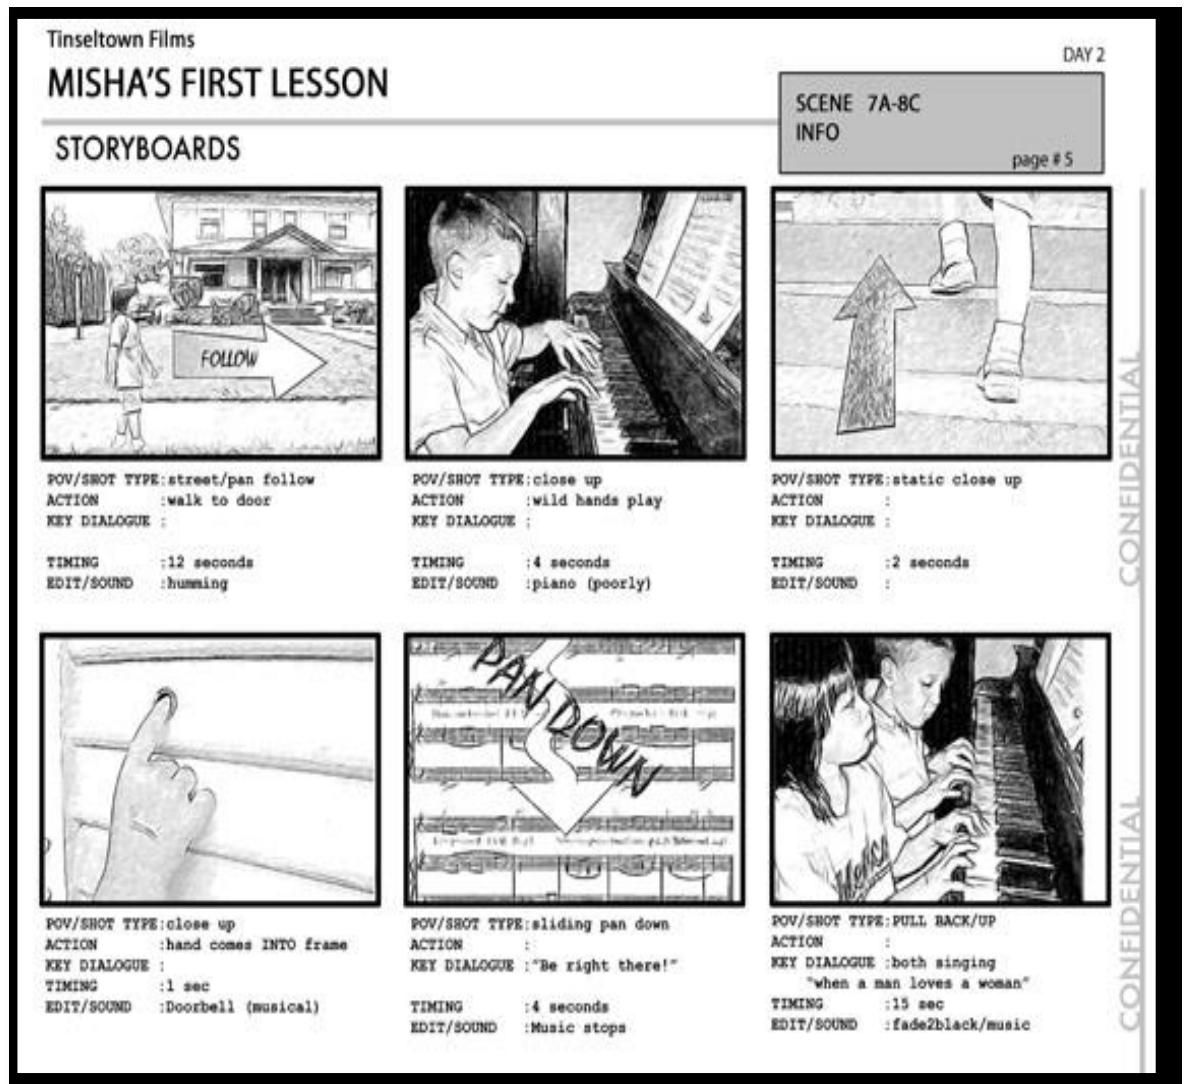 Tinseltown Films
MISHA'S FIRST LESSON
DAY 2
SCENE 7A-8C
INFO
page # 5
STORYBOARDS
FOLLOW
POV/SHOT TYPE:street/pan follow
ACTION :walk to door
KEY DIALOGUE :
TIMING :12 seconds
EDIT/SOUND :humming
POV/SHOT TYPE:close up
ACTION :wild hands play
KEY DIALOGUE :
TIMING :4 seconds
EDIT/SOUND :piano (poorly)
POV/SHOT TYPE:static close up
ACTION :
KEY DIALOGUE :
TIMING :2 seconds
EDIT/SOUND :
CONFIDENTIAL
POV/SHOT TYPE:close up
ACTION :hand comes INTO frame
KEY DIALOGUE :
TIMING :1 sec
EDIT/SOUND :Doorbell (musical)
PAN DOWN
POV/SHOT TYPE:sliding pan down
ACTION :
KEY DIALOGUE :"Be right there!"
TIMING :4 seconds
EDIT/SOUND :Music stops
POV/SHOT TYPE:PULL BACK/UP
ACTION :
KEY DIALOGUE :both singing
"when a man loves a woman"
TIMING :15 sec
EDIT/SOUND :fade2black/music
CONFIDENTIAL